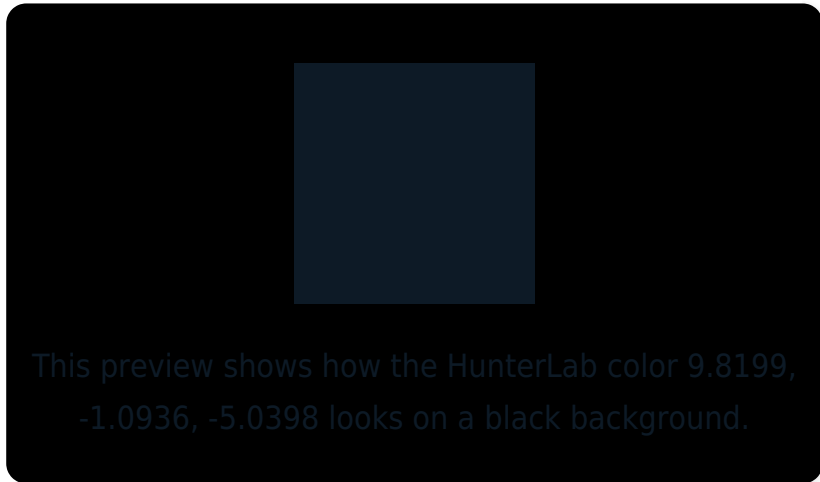 This preview shows how the HunterLab color 9.8199,
-1.0936, -5.0398 looks on a black background.